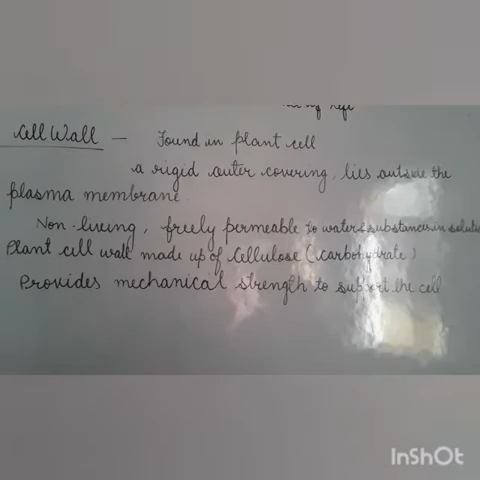 Cell Wall — Found in plant cell
a rigid outer covering, lies outside the
plasma membrane.
Non-living, freely permeable to water & substances in
Plant cell wall made up of Cellulose (carbohydrate)
Provides mechanical strength to support the cell
InShOt